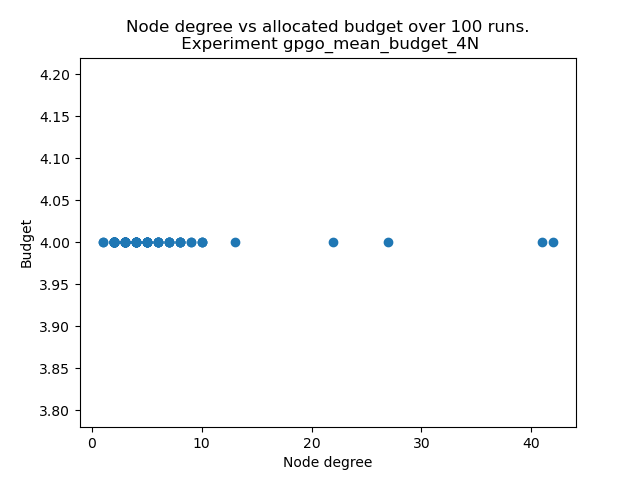 Node degree vs allocated budget over 100 runs.
Experiment gpgo_mean_budget_4N
4.20
4.15
4.10
4.05
4.00
3.95
3.90
3.85
3.80
Budget
0 10 20 30 40
Node degree